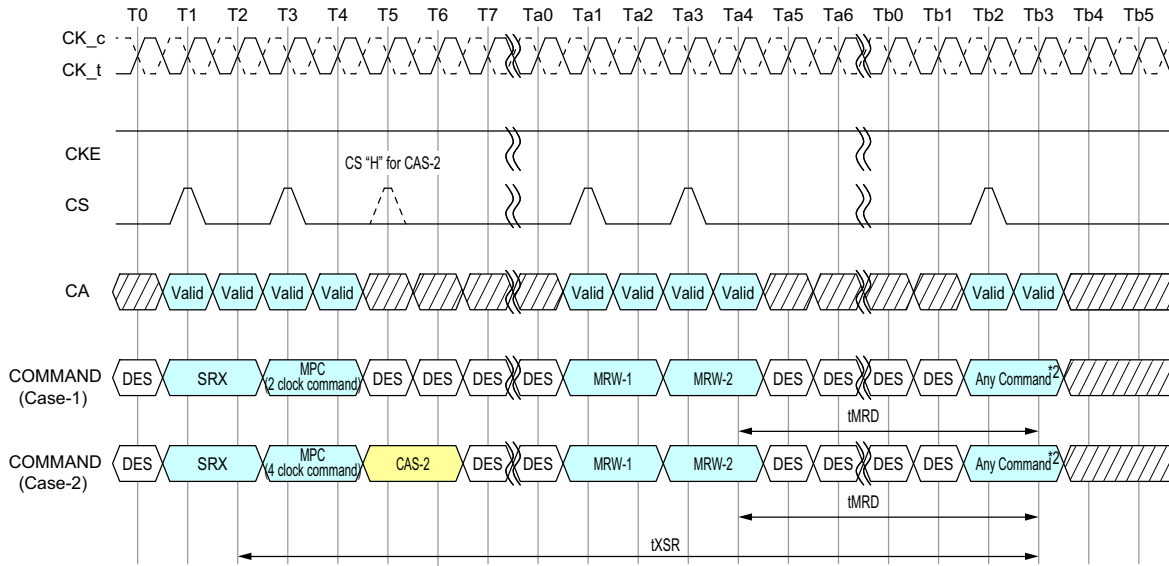 T0 T1 T2 T3 T4 T5 T6 T7 Ta0 Ta1 Ta2 Ta3 Ta4 Ta5 Ta6 Tb0 Tb1 Tb2 Tb3 Tb4 Tb5
CK_c
CK_t
CKE
CS "H" for CAS-2
CS
CA Valid Valid Valid Valid Valid Valid Valid Valid Valid Valid
COMMAND
(Case-1)
DES SRX MPC
(2 clock command) DES DES DES DES MRW-1 MRW-2 DES DES DES DES Any Command*2
tMRD
COMMAND
(Case-2)
DES SRX MPC
(4 clock command) CAS-2 DES DES MRW-1 MRW-2 DES DES DES DES Any Command*2
tMRD
tXSR